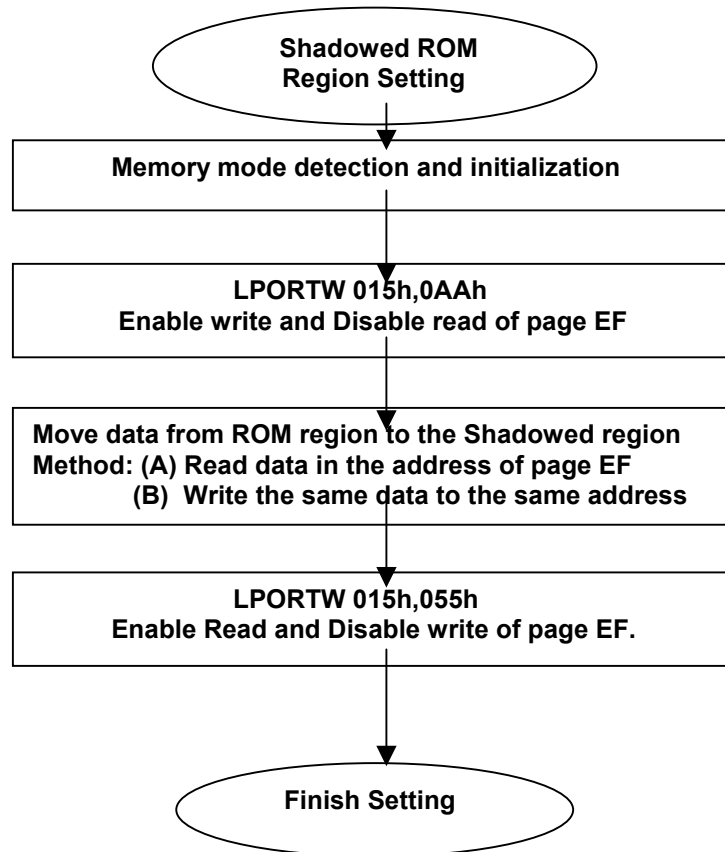 Shadowed ROM
Region Setting
Memory mode detection and initialization
LPORTW 015h,0AAh
Enable write and Disable read of page EF
Move data from ROM region to the Shadowed region
Method: (A) Read data in the address of page EF
(B) Write the same data to the same address
LPORTW 015h,055h
Enable Read and Disable write of page EF.
Finish Setting